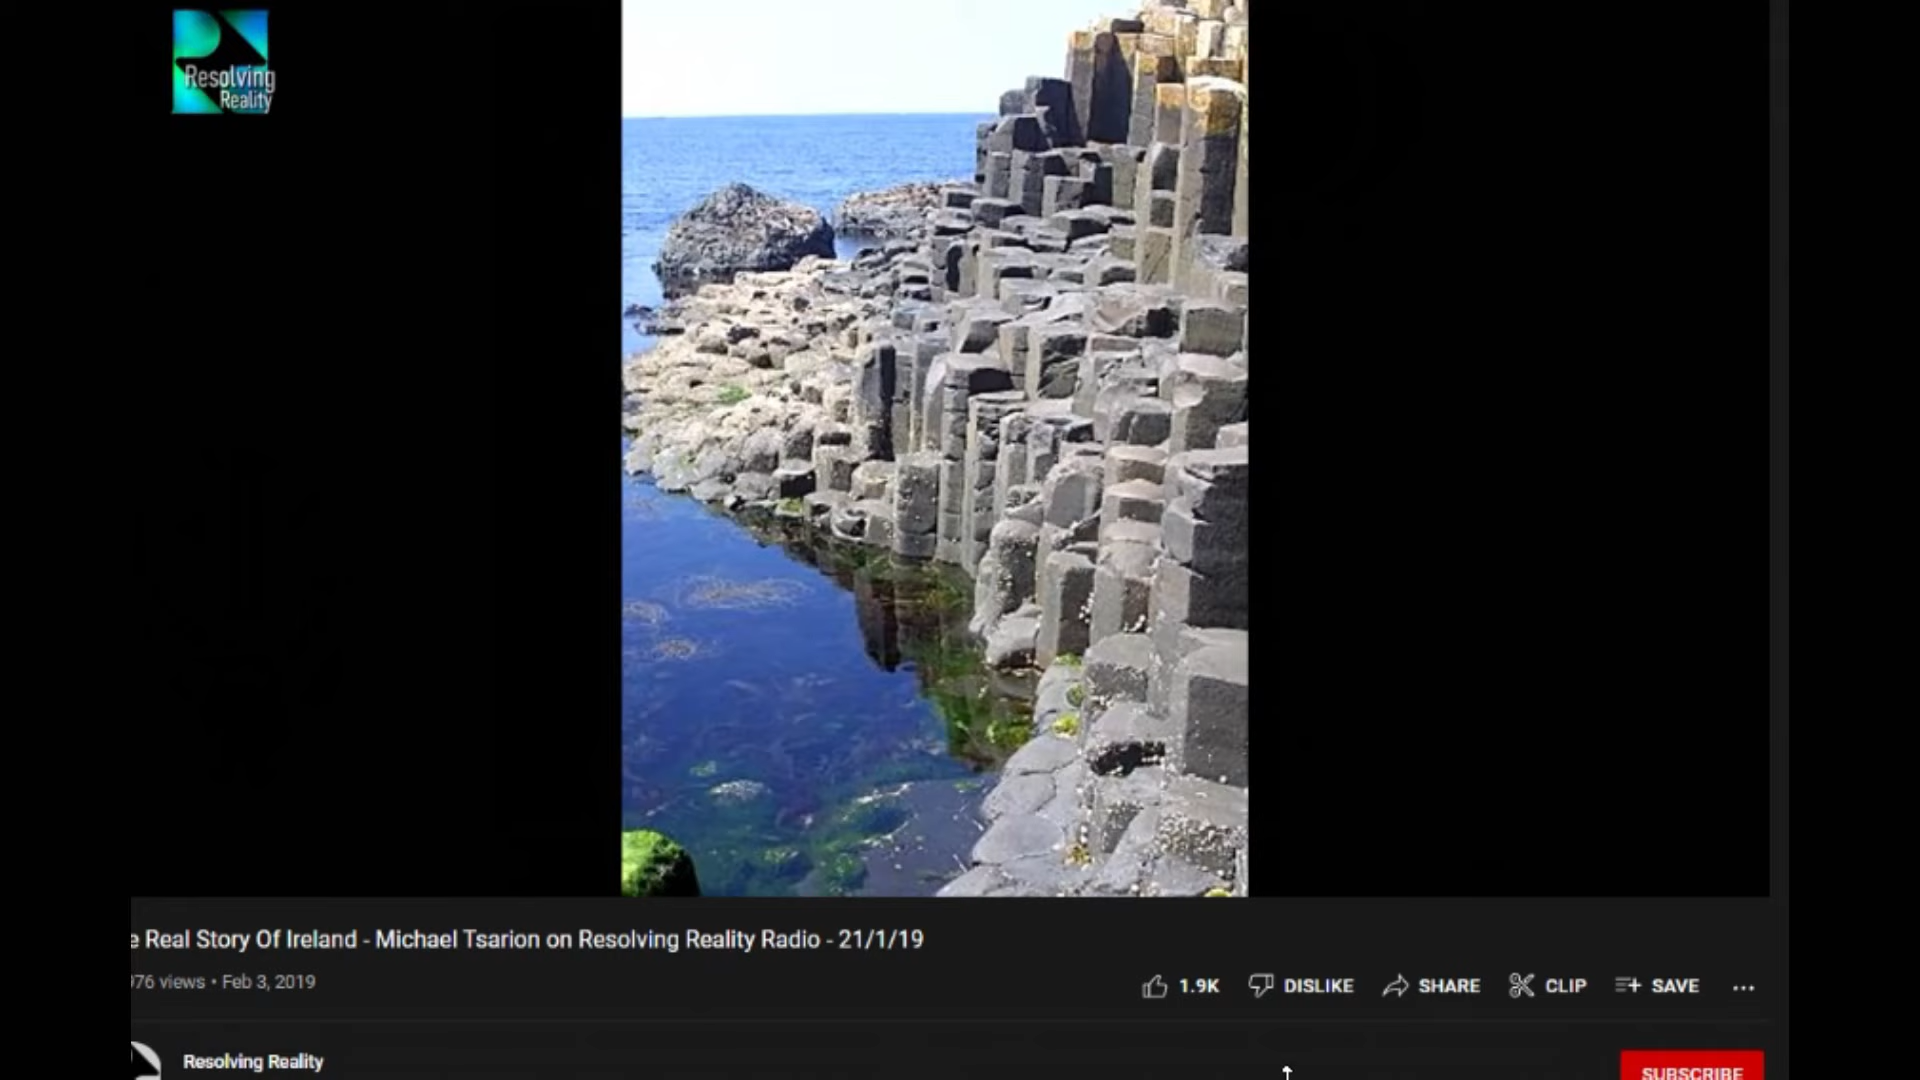 Resolving
Reality
e Real Story Of Ireland - Michael Tsarion on Resolving Reality Radio - 21/1/19
976 views • Feb 3, 2019
1.9K DISLIKE SHARE CLIP SAVE ...
Resolving Reality
SUBSCRIBE